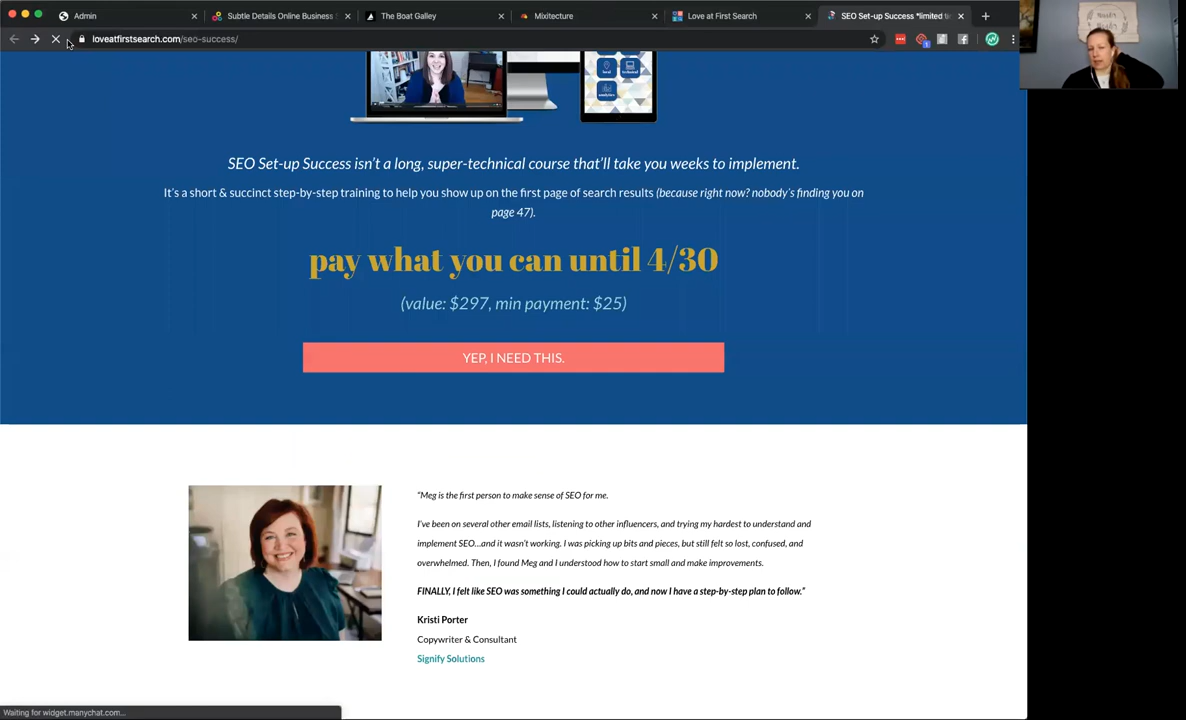 Admin
Subtle Details Online Business
The Boat Galley
Mixitecture
Love at First Search
SEO Set-up Success *limited t
loveatfirstsearch.com/seo-success/
local
technical
analytics
SEO Set-up Success isn't a long, super-technical course that'll take you weeks to implement.
It's a short & succinct step-by-step training to help you show up on the first page of search results (because right now? nobody's finding you on
page 47).
pay what you can until 4/30
(value: $297, min payment: $25)
YEP, I NEED THIS.
"Meg is the first person to make sense of SEO for me.
I've been on several other email lists, listening to other influencers, and trying my hardest to understand and
implement SEO...and it wasn't working. I was picking up bits and pieces, but still felt so lost, confused, and
overwhelmed. Then, I found Meg and I understood how to start small and make improvements.
FINALLY, I felt like SEO was something I could actually do, and now I have a step-by-step plan to follow."
Kristi Porter
Copywriter & Consultant
Signify Solutions
Waiting for widget.manychat.com...